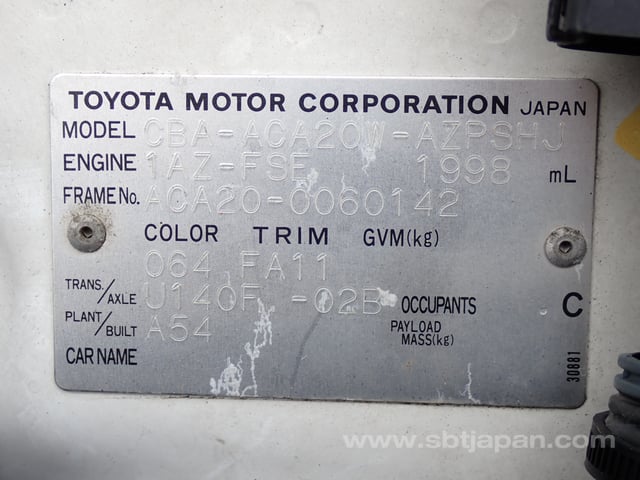 TOYOTA MOTOR CORPORATION JAPAN
MODEL CBA-ACA20W-AZPSHJ
ENGINE 1AZ-FSE 1998 mL
FRAME No. ACA20-0060142
COLOR TRIM GVM(kg)
064 FA11
TRANS./AXLE U140F -02B OCCUPANTS C
PLANT/BUILT A54 PAYLOAD MASS(kg)
CAR NAME
30881
www.sbtjapan.com